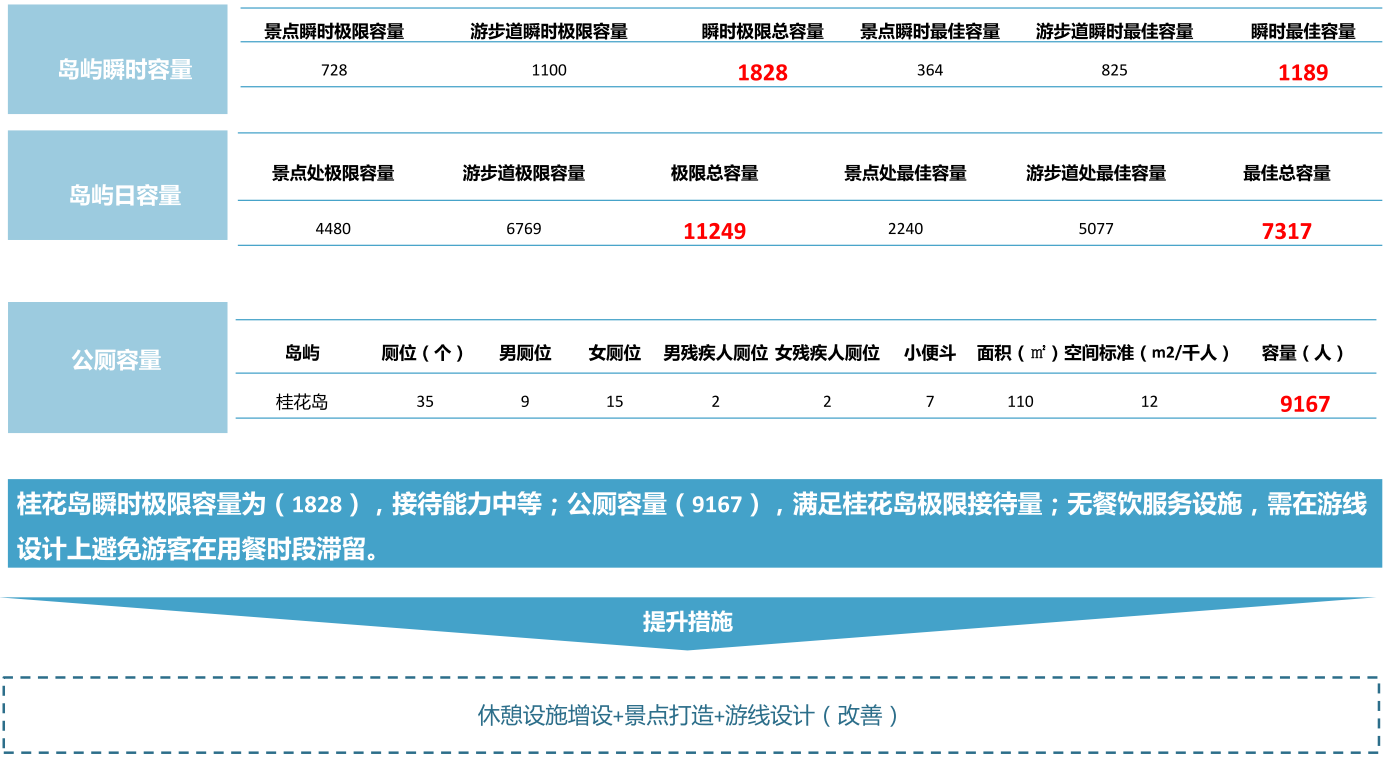 岛屿瞬时容量
景点瞬时极限容量 游步道瞬时极限容量 瞬时极限总容量 景点瞬时最佳容量 游步道瞬时最佳容量 瞬时最佳容量
728 1100 1828 364 825 1189
岛屿日容量
景点处极限容量 游步道极限容量 极限总容量 景点处最佳容量 游步道处最佳容量 最佳总容量
4480 6769 11249 2240 5077 7317
公厕容量
岛屿 厕位（个） 男厕位 女厕位 男残疾人厕位 女残疾人厕位 小便斗 面积（㎡） 空间标准（m2/千人） 容量（人）
桂花岛 35 9 15 2 2 7 110 12 9167
桂花岛瞬时极限容量为（1828），接待能力中等；公厕容量（9167），满足桂花岛极限接待量；无餐饮服务设施，需在游线
设计上避免游客在用餐时段滞留。
提升措施
休憩设施增设+景点打造+游线设计（改善）